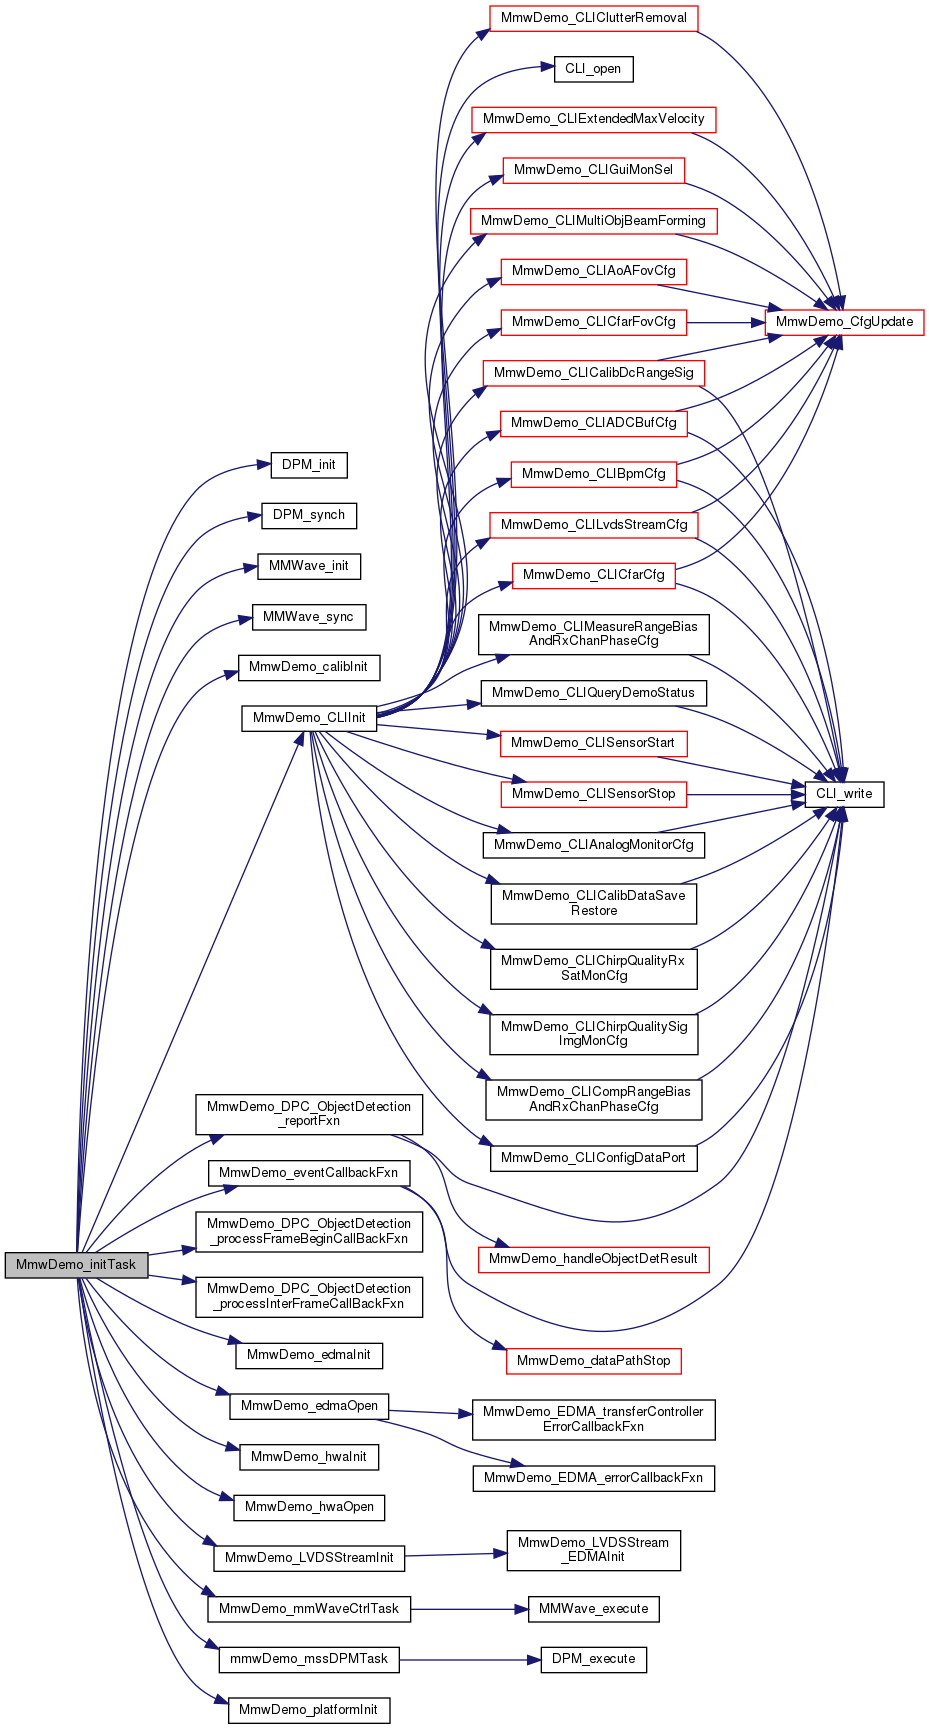 MmwDemo_CLIClutterRemoval
CLI_open
MmwDemo_CLIExtendedMaxVelocity
MmwDemo_CLIGuiMonSel
MmwDemo_CLIMultiObjBeamForming
MmwDemo_CLIAoAFovCfg
MmwDemo_CLICfarFovCfg
MmwDemo_CfgUpdate
MmwDemo_CLICalibDcRangeSig
MmwDemo_CLIADCBufCfg
DPM_init
MmwDemo_CLIBpmCfg
DPM_synch
MmwDemo_CLILvdsStreamCfg
MMWave_init
MmwDemo_CLICfarCfg
MMWave_sync
MmwDemo_CLIMeasureRangeBias
AndRxChanPhaseCfg
MmwDemo_calibInit
MmwDemo_CLIQueryDemoStatus
MmwDemo_CLIInit
MmwDemo_CLISensorStart
MmwDemo_CLISensorStop
CLI_write
MmwDemo_CLIAnalogMonitorCfg
MmwDemo_CLICalibDataSave
Restore
MmwDemo_CLIChirpQualityRx
SatMonCfg
MmwDemo_CLIChirpQualitySig
ImgMonCfg
MmwDemo_CLICompRangeBias
AndRxChanPhaseCfg
MmwDemo_DPC_ObjectDetection
_reportFxn
MmwDemo_CLIConfigDataPort
MmwDemo_eventCallbackFxn
MmwDemo_DPC_ObjectDetection
_processFrameBeginCallBackFxn
MmwDemo_initTask
MmwDemo_handleObjectDetResult
MmwDemo_DPC_ObjectDetection
_processInterFrameCallBackFxn
MmwDemo_edmaInit
MmwDemo_dataPathStop
MmwDemo_edmaOpen
MmwDemo_EDMA_transferController
ErrorCallbackFxn
MmwDemo_hwaInit
MmwDemo_EDMA_errorCallbackFxn
MmwDemo_hwaOpen
MmwDemo_LVDSStreamInit
MmwDemo_LVDSStream
_EDMAInit
MmwDemo_mmWaveCtrlTask
MMWave_execute
mmwDemo_mssDPMTask
DPM_execute
MmwDemo_platformInit